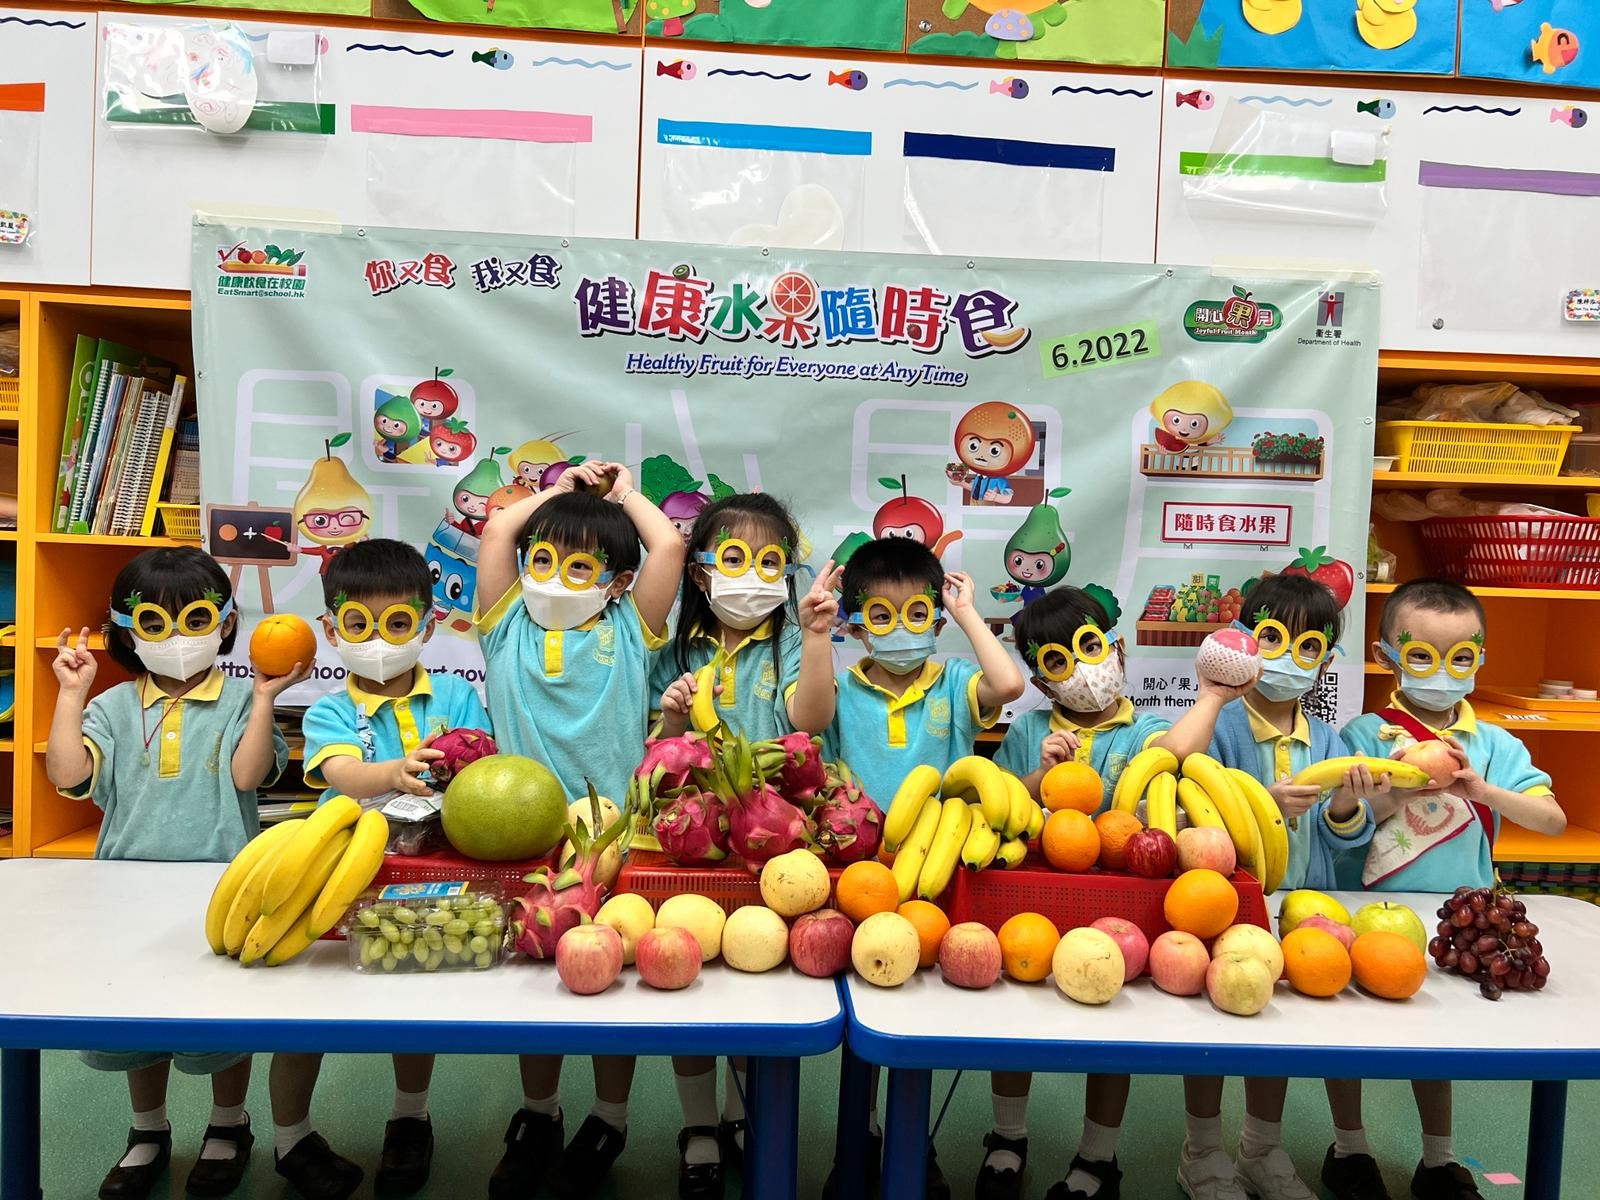 健康飲食在校園
EatSmart@school.hk
你又食 我又食
健康水果隨時食
Healthy Fruit for Everyone at Any Time
6.2022
開心果月
Joyful Fruit Month
衞生署
Department of Health
隨時食水果
開心「果」
Month them